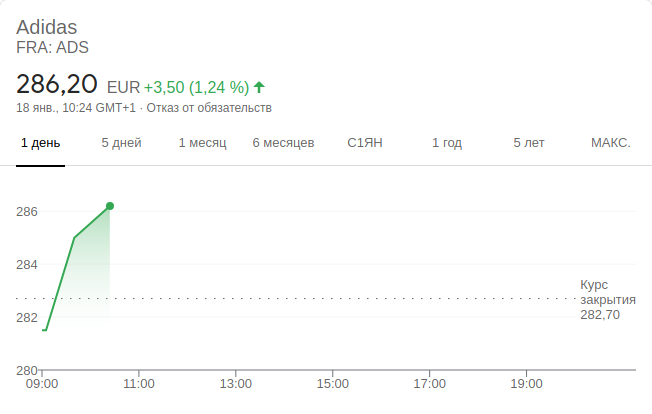 Adidas
FRA: ADS
286,20 EUR +3,50 (1,24 %)
18 янв., 10:24 GMT+1 · Отказ от обязательств
1 день 5 дней 1 месяц 6 месяцев С1ЯН 1 год 5 лет МАКС.
286
284
Курс
закрытия
282,70
282
280
09:00 11:00 13:00 15:00 17:00 19:00